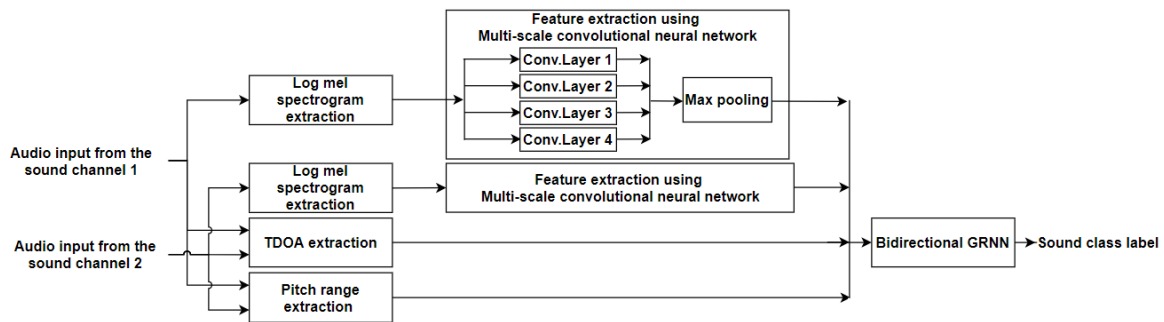 Feature extraction using
Multi-scale convolutional neural network
Conv.Layer 1
Conv.Layer 2
Conv.Layer 3
Conv.Layer 4
Max pooling
Log mel
spectrogram
extraction
Audio input from the
sound channel 1
Log mel
spectrogram
extraction
Feature extraction using
Multi-scale convolutional neural network
Audio input from the
sound channel 2
TDOA extraction
Pitch range
extraction
Bidirectional GRNN
Sound class label